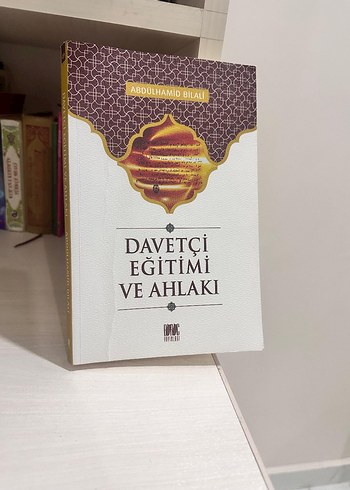 ABDÜLHAMİD BİLALİ
DAVETÇİ
EĞİTİMİ
VE AHLAKI